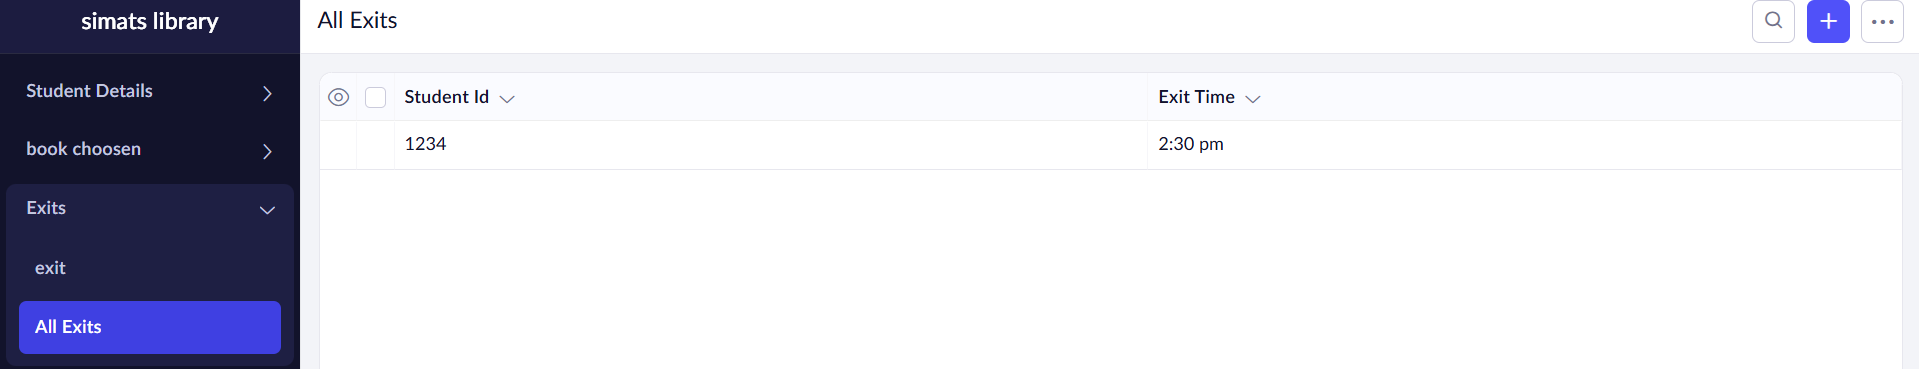 simats library
All Exits
Student Details
book choosen
Exits
exit
All Exits
Student Id Exit Time
1234 2:30 pm